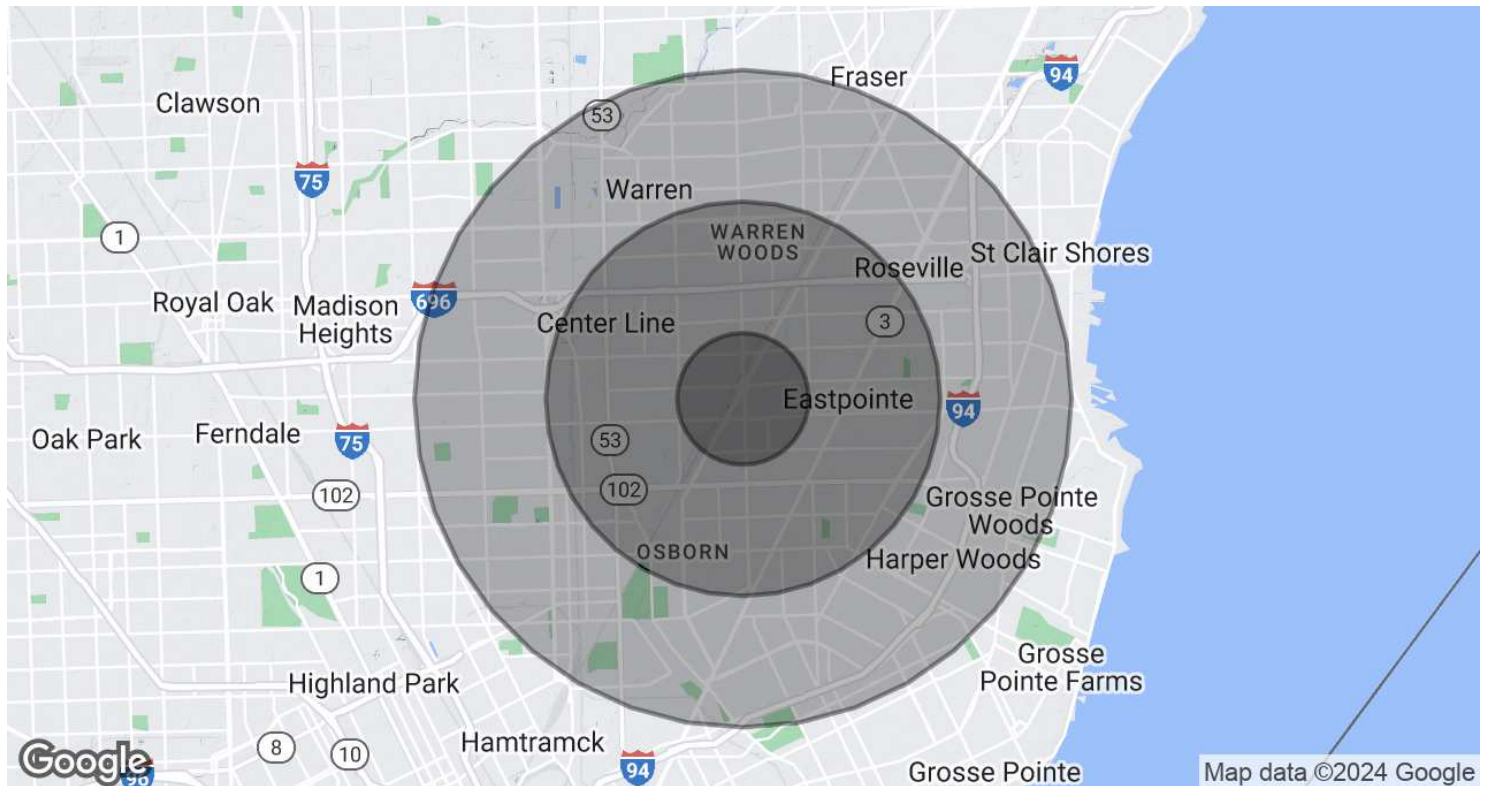 Fraser
94
Clawson
53
75
Warren
1
WARREN
WOODS
St Clair Shores
Roseville
696
Royal Oak
Madison
Heights
Center Line
3
Eastpointe
94
Oak Park
Ferndale
75
53
102
102
Grosse Pointe
Woods
OSBORN
Harper Woods
1
Grosse
Pointe Farms
Highland Park
Hamtramck
8
10
94
Google
96
Grosse Pointe
Map data ©2024 Google